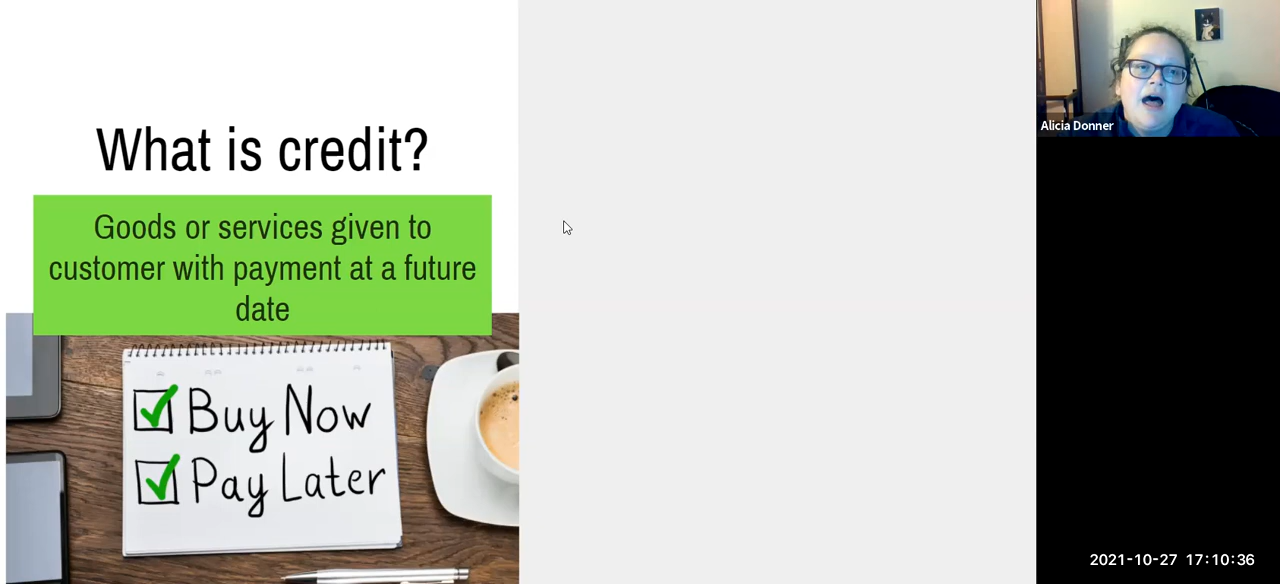 What is credit?
Goods or services given to
customer with payment at a future
date
Buy Now
Pay Later
Alicia Donner
2021-10-27 17:10:36